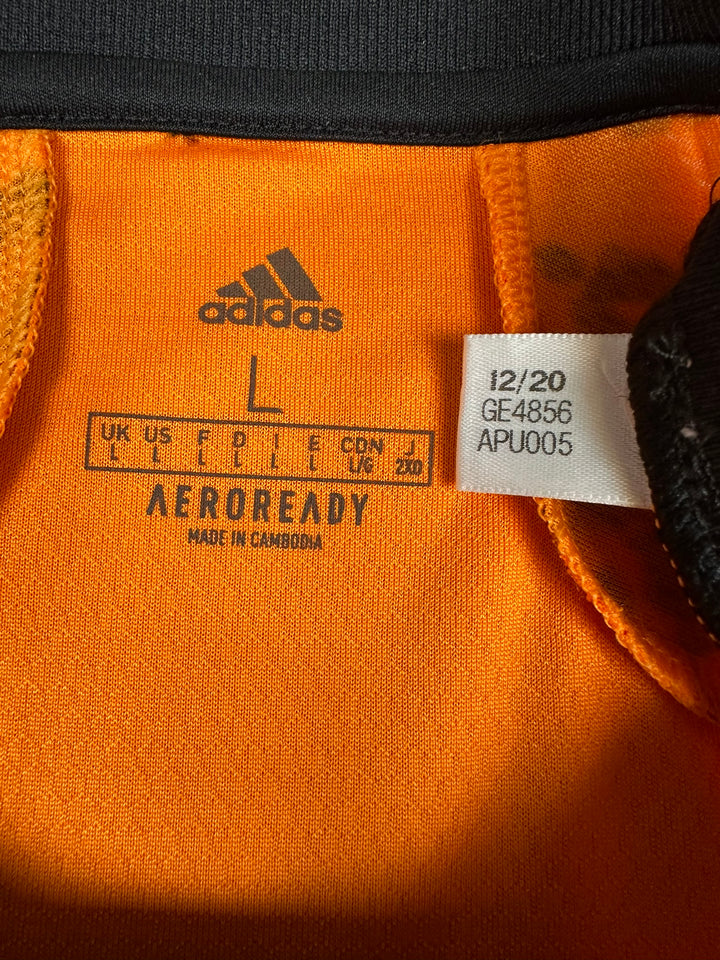 adidas
L
UK US F D I E CDN J
L L L L L L L/G 2XO
AEROREADY
MADE IN CAMBODIA
12/20
GE4856
APU005